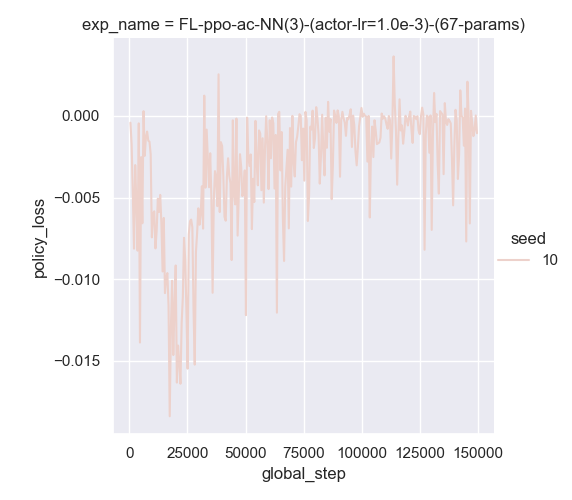 exp_name = FL-ppo-ac-NN(3)-(actor-lr=1.0e-3)-(67-params)
0.000
−0.005
−0.010
−0.015
policy_loss
0 25000 50000 75000 100000 125000 150000
global_step
seed
10